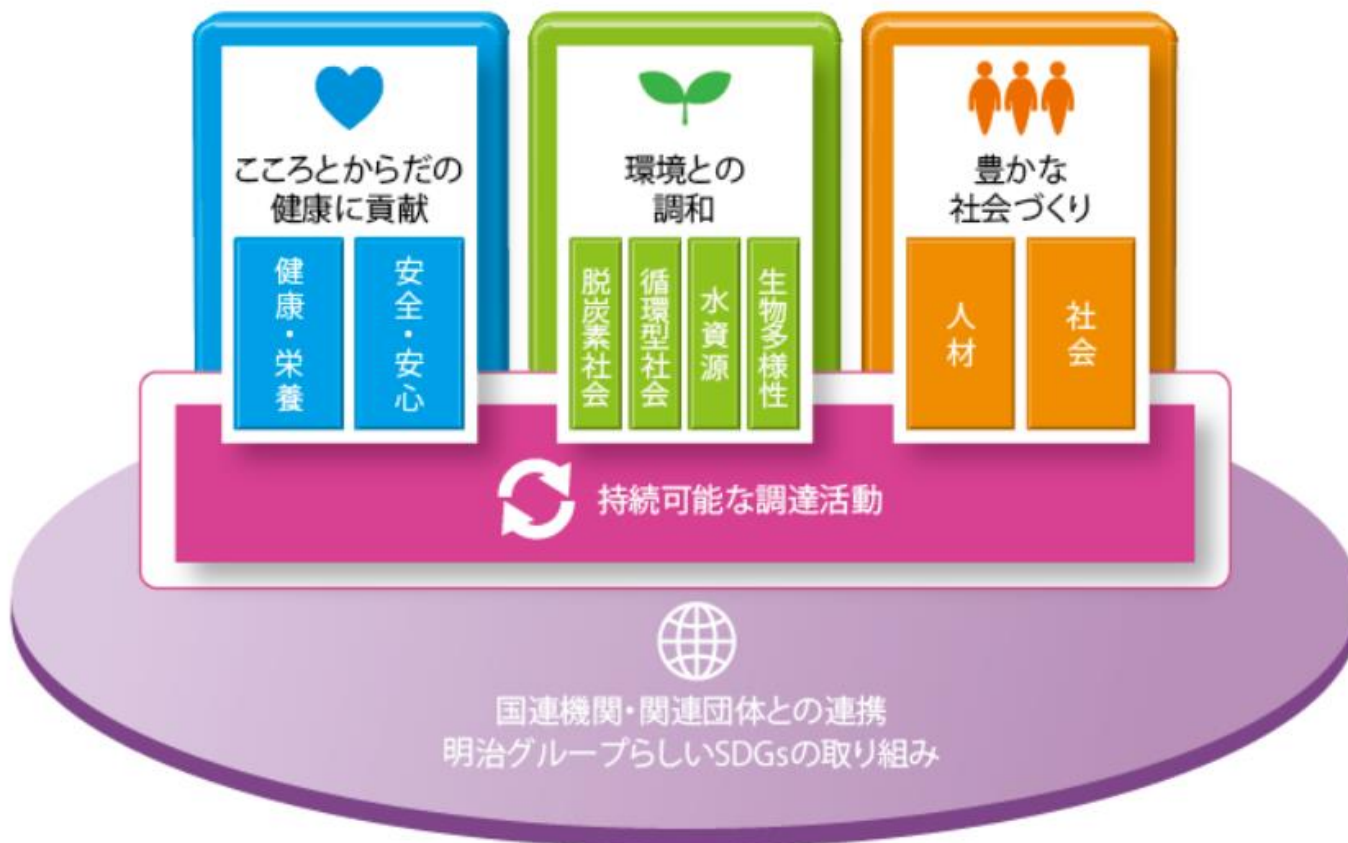 こころとからだの
健康に貢献
健康・栄養
安全・安心
環境との
調和
脱炭素社会
循環型社会
水資源
生物多様性
豊かな
社会づくり
人材
社会
持続可能な調達活動
国連機関・関連団体との連携
明治グループらしいSDGsの取り組み